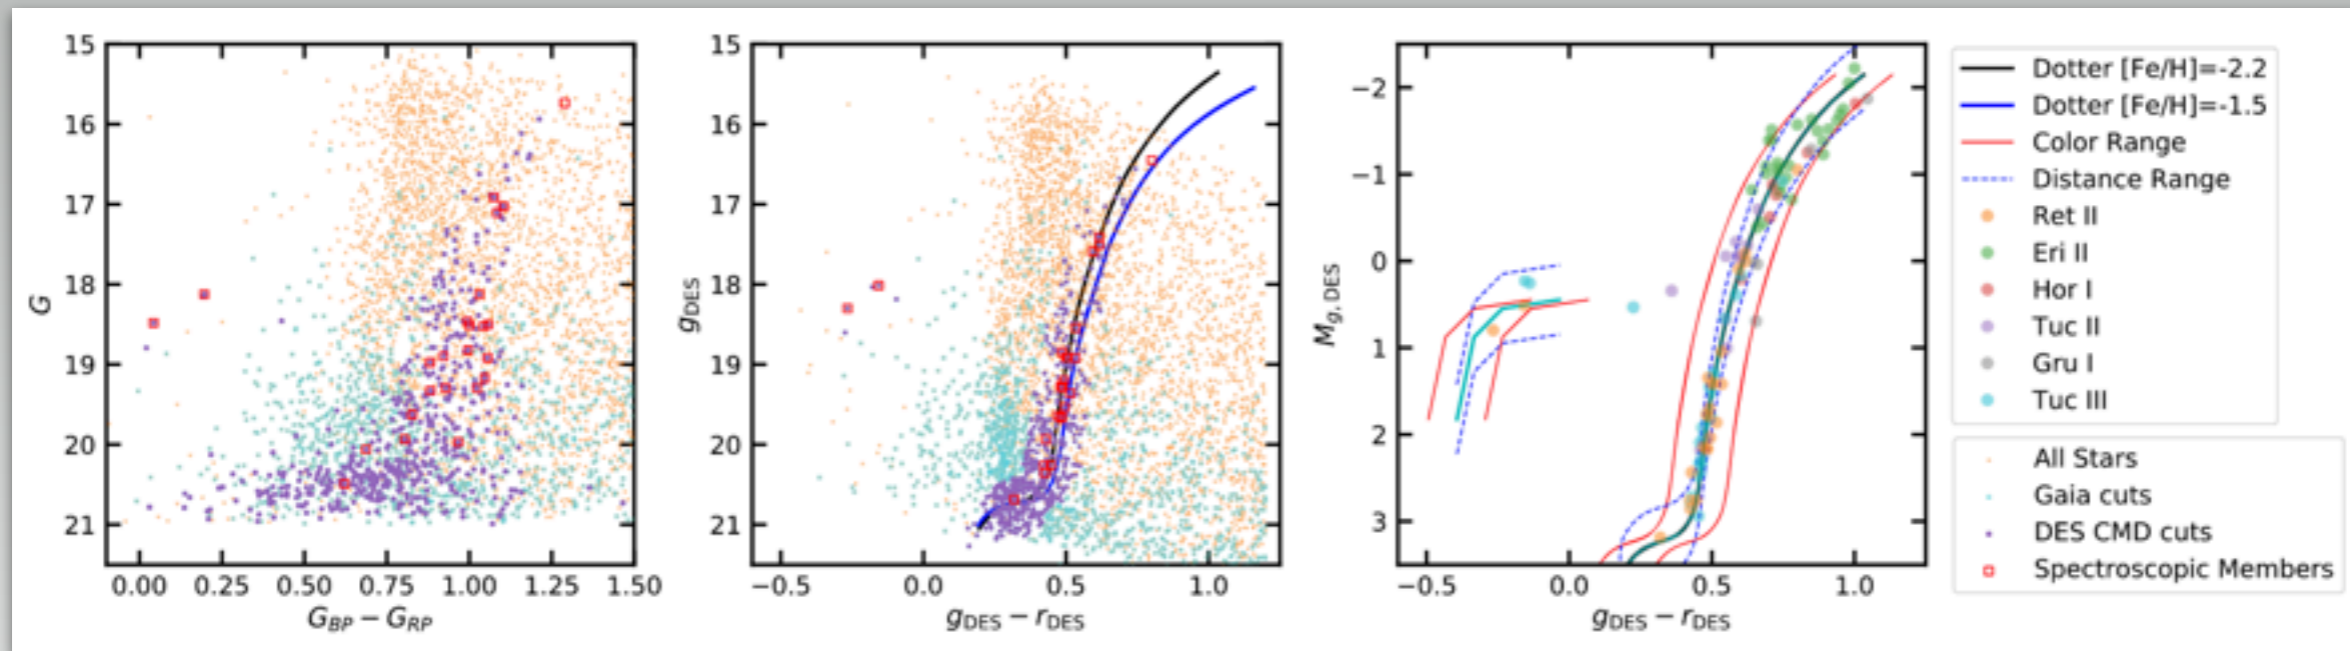 15
16
17
18
19
20
21
G
0.00 0.25 0.50 0.75 1.00 1.25 1.50
G_BP − G_RP
15
16
17
18
19
20
21
g_DES
−0.5 0.0 0.5 1.0
g_DES − r_DES
−2
−1
0
1
2
3
M_g, DES
−0.5 0.0 0.5 1.0
g_DES − r_DES
Dotter [Fe/H]=-2.2
Dotter [Fe/H]=-1.5
Color Range
Distance Range
Ret II
Eri II
Hor I
Tuc II
Gru I
Tuc III
All Stars
Gaia cuts
DES CMD cuts
Spectroscopic Members